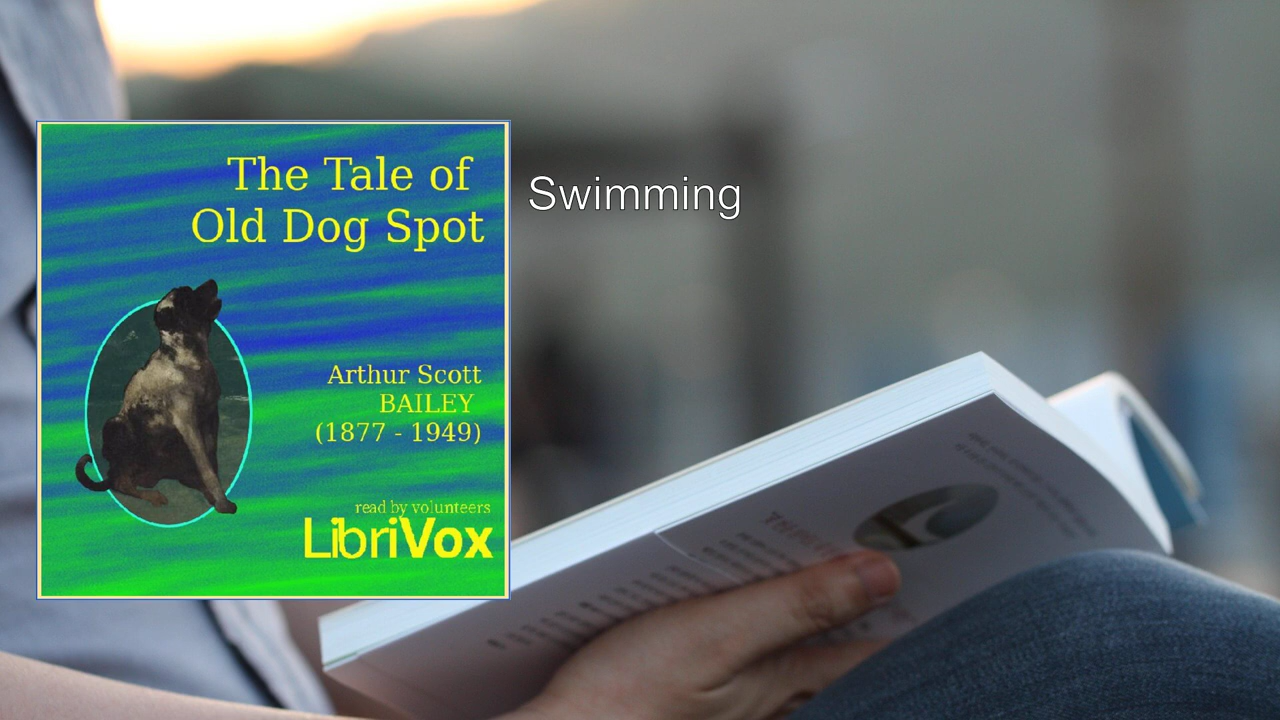 The Tale of
Old Dog Spot
Swimming
Arthur Scott
BAILEY
(1877 - 1949)
read by volunteers
LibriVox